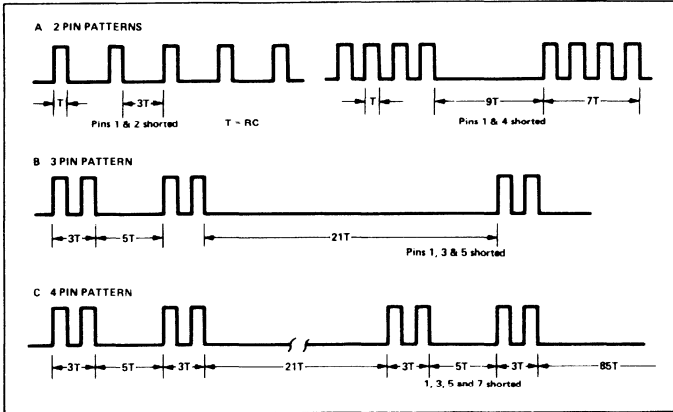 A 2 PIN PATTERNS
T 3T T 9T 7T
Pins 1 & 2 shorted T - RC Pins 1 & 4 shorted
B 3 PIN PATTERN
3T 5T 21T
Pins 1, 3 & 5 shorted
C 4 PIN PATTERN
3T 5T 3T 21T 3T 5T 3T 85T
1, 3, 5 and 7 shorted